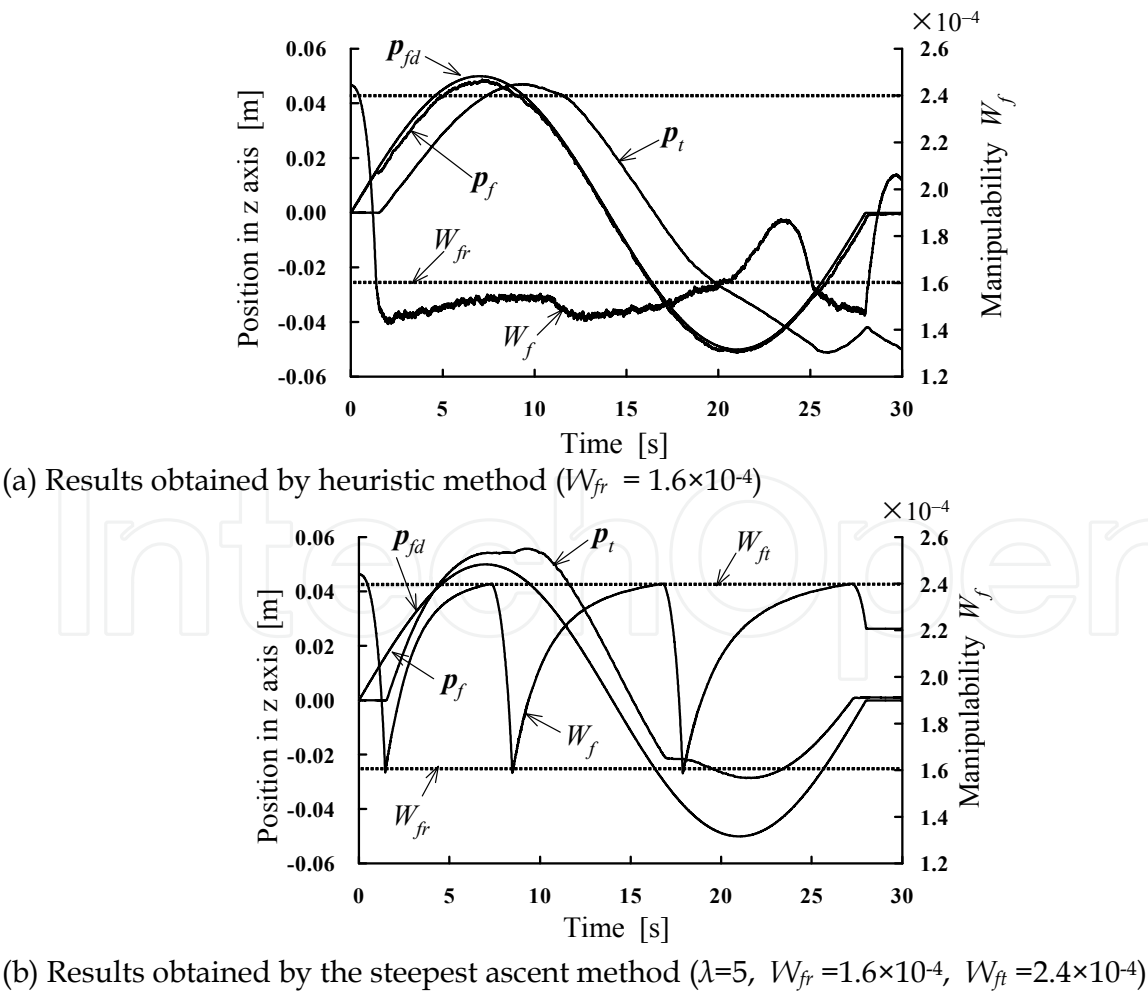 ×10⁻⁴
0.06
0.04
0.02
0.00
-0.02
-0.04
-0.06
2.6
2.4
2.2
2.0
1.8
1.6
1.4
1.2
Position in z axis [m]
Manipulability W_f
p_fd
p_f
p_t
W_fr
W_f
0 5 10 15 20 25 30
Time [s]
(a) Results obtained by heuristic method (W_fr = 1.6×10⁻⁴)
×10⁻⁴
0.06
0.04
0.02
0.00
-0.02
-0.04
-0.06
2.6
2.4
2.2
2.0
1.8
1.6
1.4
1.2
Position in z axis [m]
Manipulability W_f
p_fd
p_t
W_ft
p_f
W_f
W_fr
0 5 10 15 20 25 30
Time [s]
(b) Results obtained by the steepest ascent method (λ=5, W_fr =1.6×10⁻⁴, W_ft =2.4×10⁻⁴)
IntechOpen